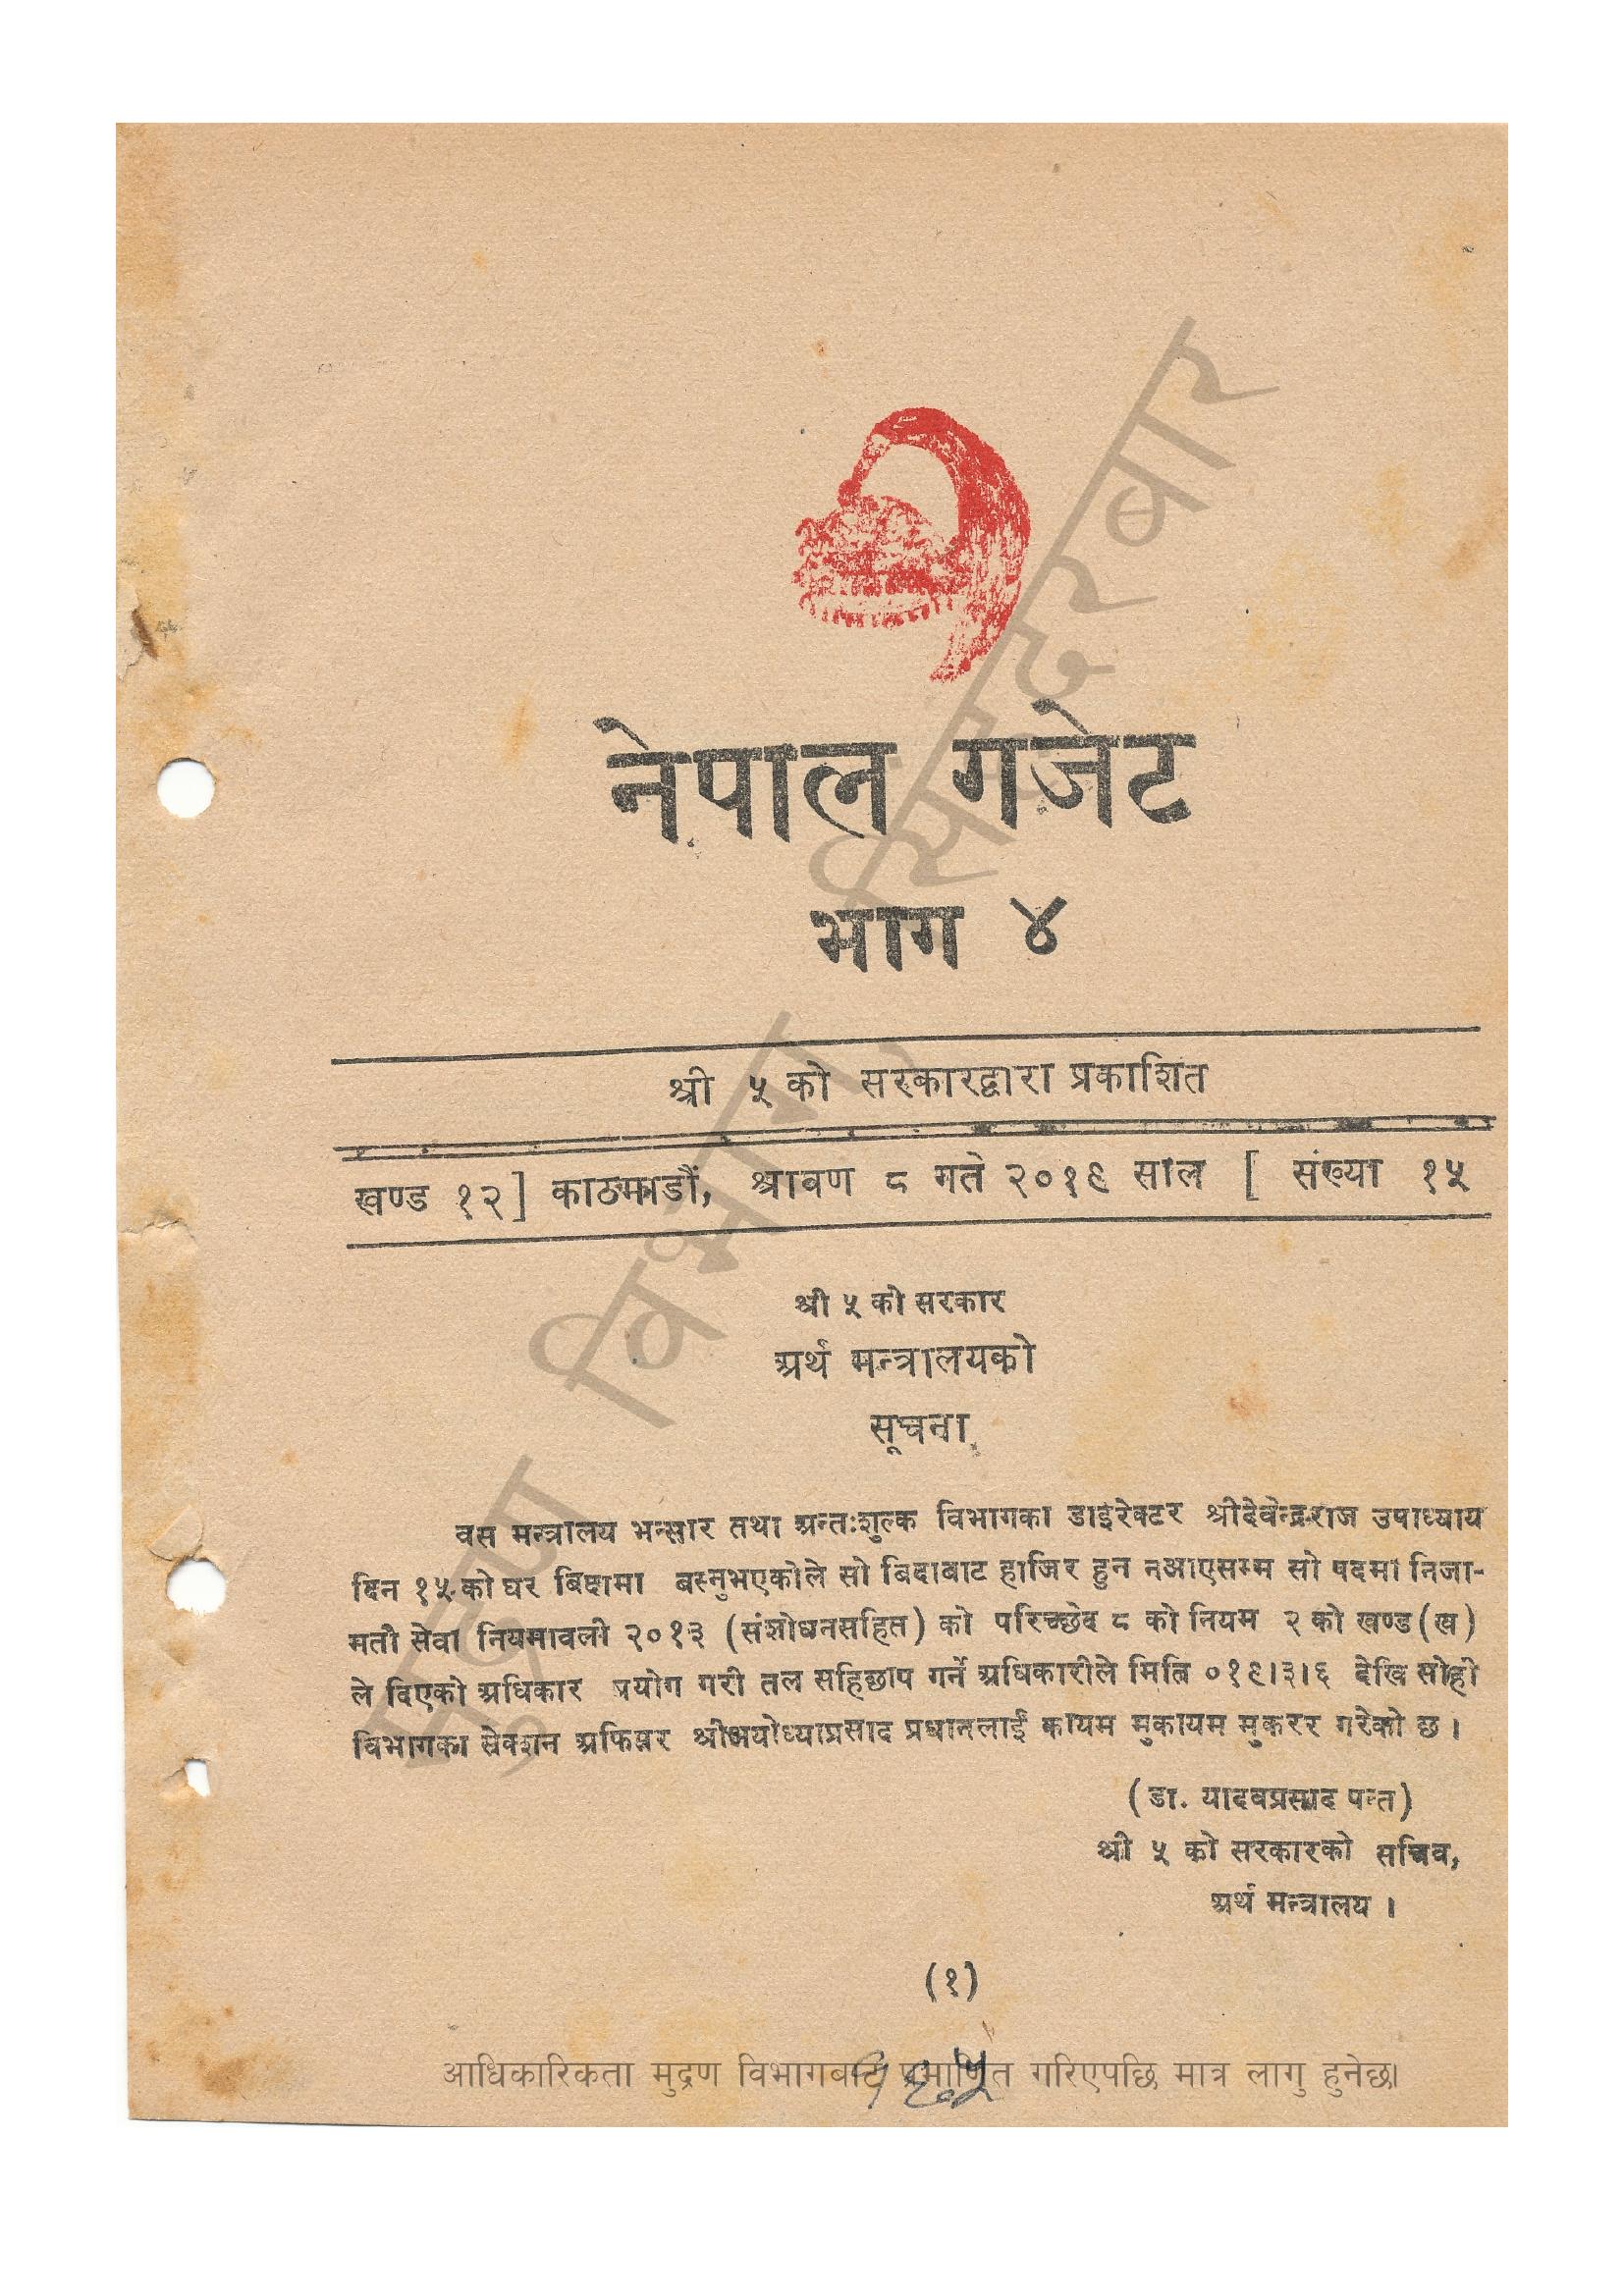 नेपाल गजेट
भाग ४
श्री ५ को सरकारद्वारा प्रकाशित
खण्ड १२] काठमाडौं, श्रावण ८ गते २०१९ साल [ संख्या १५
श्री ५ को सरकार
अर्थ मन्त्रालयको
सूचना
यस मन्त्रालय भन्सार तथा अन्तःशुल्क विभागका डाइरेक्टर श्रीदेवेन्द्रराज उपाध्याय
दिन १५ को घर बिदामा बस्नुभएकोले सो बिदाबाट हाजिर हुन नआएसम्म सो पदमा निजा-
मती सेवा नियमावली २०१३ (संशोधनसहित) को परिच्छेद ८ को नियम २ को खण्ड (ख)
ले दिएको अधिकार प्रयोग गरी तल सहिछाप गर्ने अधिकारीले मिति ०१९।३।६ देखि सोही
विभागका सेक्शन अफिसर श्रीअयोध्याप्रसाद प्रधानलाई कायम मुकायम मुकरर गरेको छ ।
(डा. यादवप्रसाद पन्त)
श्री ५ को सरकारको सचिव,
अर्थ मन्त्रालय ।
(१)
आधिकारिकता मुद्रण विभागबाट प्रमाणित गरिएपछि मात्र लागु हुनेछ।
मुद्रण विभाग, सिंहदरबार